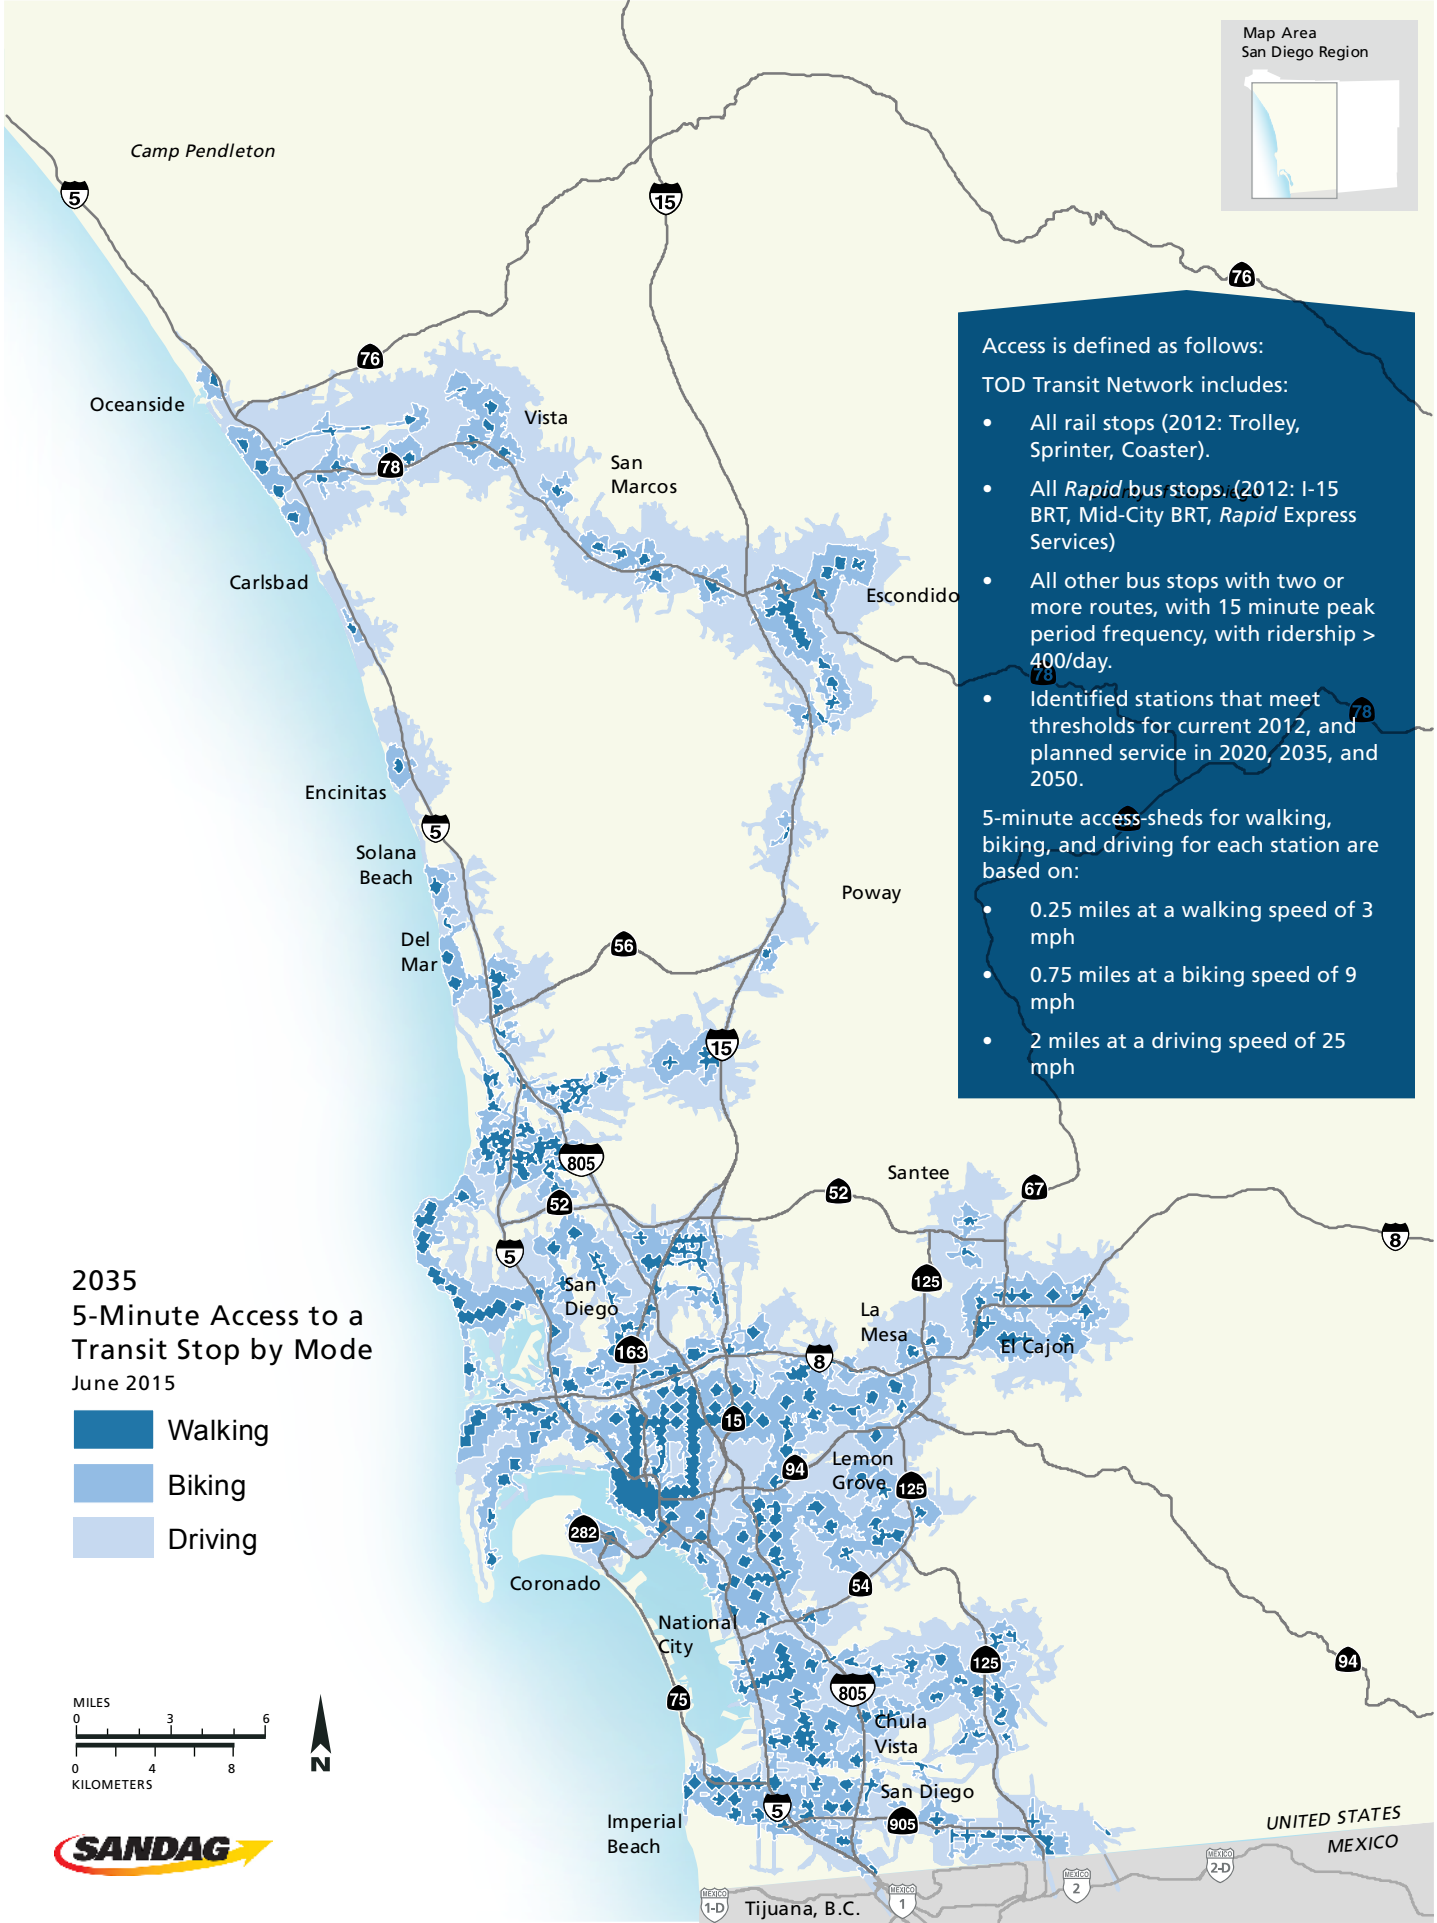 Map Area
San Diego Region
Camp Pendleton
5
15
76
76
Oceanside
Vista
78
San
Marcos
Carlsbad
Escondido
Access is defined as follows:
TOD Transit Network includes:
• All rail stops (2012: Trolley,
Sprinter, Coaster).
• All Rapid bus stops. (2012: I-15
BRT, Mid-City BRT, Rapid Express
Services)
• All other bus stops with two or
more routes, with 15 minute peak
period frequency, with ridership >
400/day.
78
• Identified stations that meet
thresholds for current 2012, and
planned service in 2020, 2035, and
2050.
78
5-minute access-sheds for walking,
biking, and driving for each station are
based on:
• 0.25 miles at a walking speed of 3
mph
• 0.75 miles at a biking speed of 9
mph
• 2 miles at a driving speed of 25
mph
Encinitas
5
Solana
Beach
Poway
Del
Mar
56
15
805
Santee
52
52
67
5
8
125
San
Diego
La
Mesa
163
8
El Cajon
15
94
Lemon
Grove
125
282
Coronado
54
National
City
125
94
805
75
Chula
Vista
San Diego
5
905
Imperial
Beach
UNITED STATES
MEXICO
MEXICO
1-D
Tijuana, B.C.
MEXICO
1
MEXICO
2
MEXICO
2-D
2035
5-Minute Access to a
Transit Stop by Mode
June 2015
Walking
Biking
Driving
MILES
0 3 6
0 4 8
KILOMETERS
N
SANDAG